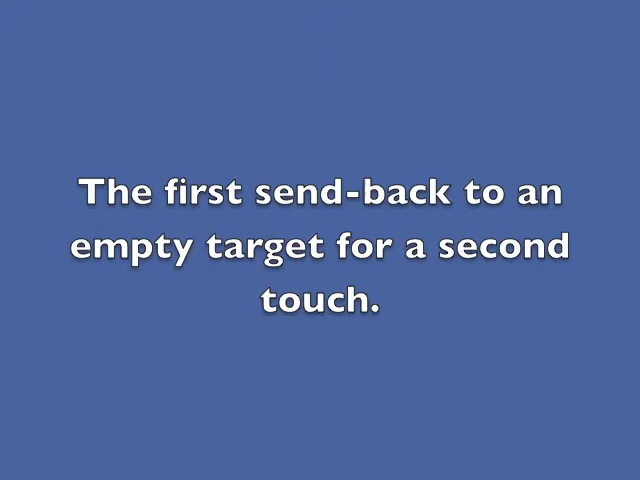 The first send-back to an
empty target for a second
touch.